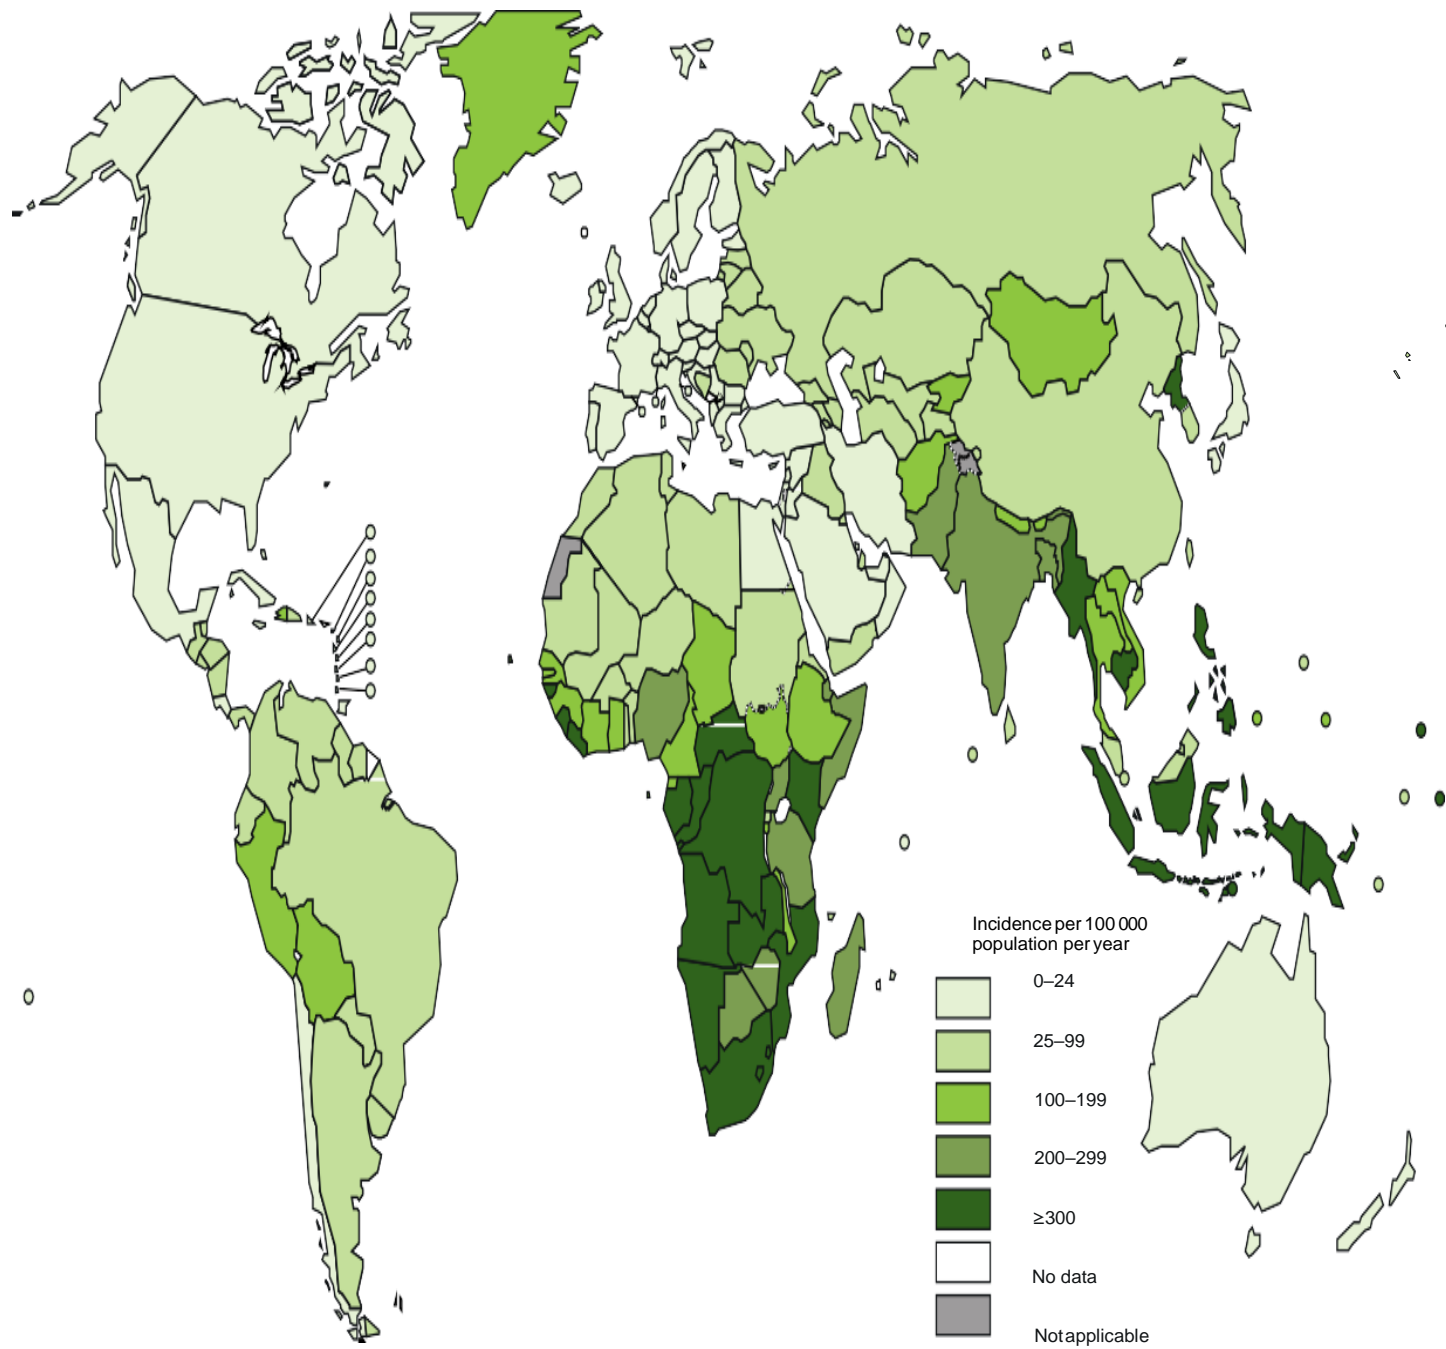 Incidence per 100 000
population per year
0–24
25–99
100–199
200–299
≥300
No data
Not applicable